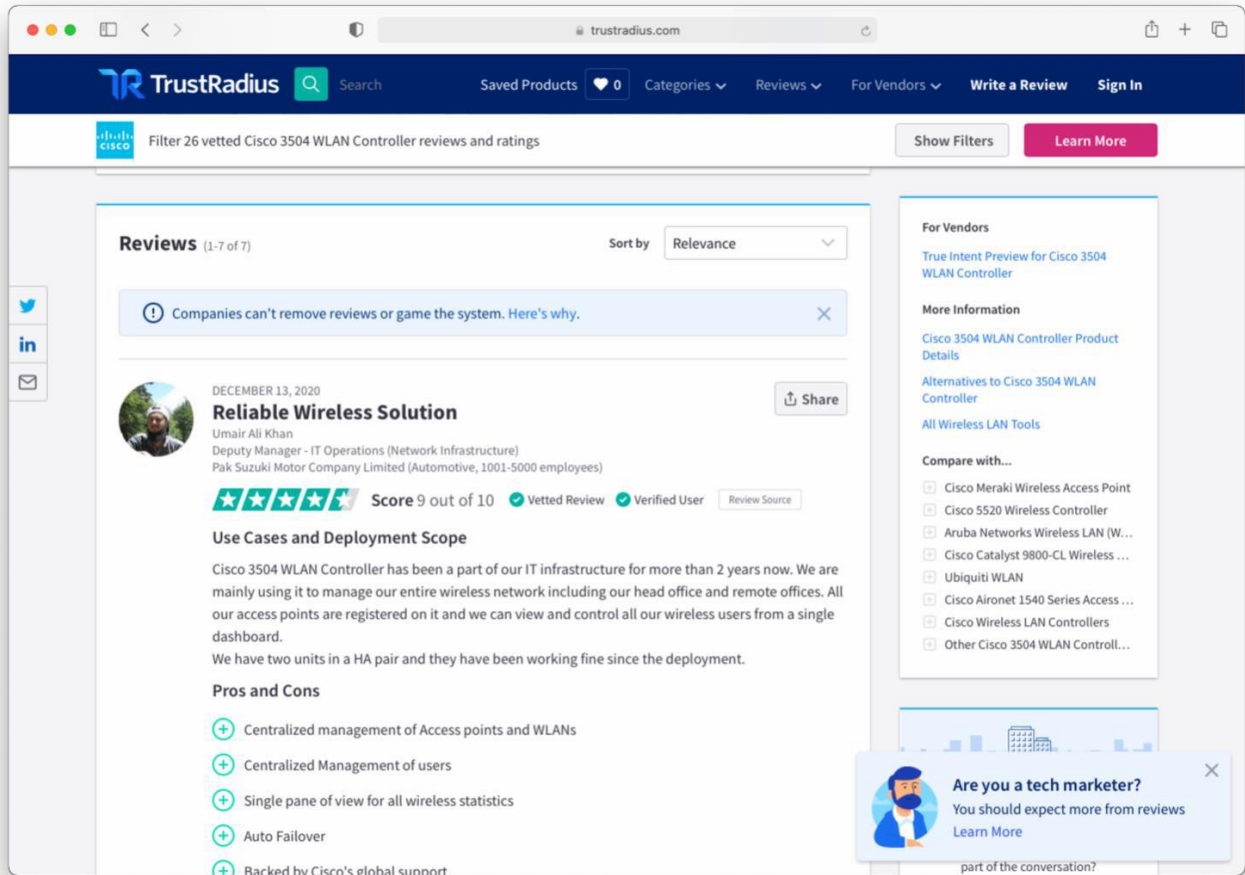 trustradius.com
TrustRadius
Search
Saved Products 0 Categories Reviews For Vendors Write a Review Sign In
CISCO
Filter 26 vetted Cisco 3504 WLAN Controller reviews and ratings
Show Filters
Learn More
Reviews (1-7 of 7)
Sort by Relevance
Companies can't remove reviews or game the system. Here's why.
DECEMBER 13, 2020
Reliable Wireless Solution
Share
Umair Ali Khan
Deputy Manager - IT Operations (Network Infrastructure)
Pak Suzuki Motor Company Limited (Automotive, 1001-5000 employees)
Score 9 out of 10 Vetted Review Verified User Review Source
Use Cases and Deployment Scope
Cisco 3504 WLAN Controller has been a part of our IT infrastructure for more than 2 years now. We are
mainly using it to manage our entire wireless network including our head office and remote offices. All
our access points are registered on it and we can view and control all our wireless users from a single
dashboard.
We have two units in a HA pair and they have been working fine since the deployment.
Pros and Cons
Centralized management of Access points and WLANs
Centralized Management of users
Single pane of view for all wireless statistics
Auto Failover
Backed by Cisco's global support
For Vendors
True Intent Preview for Cisco 3504
WLAN Controller
More Information
Cisco 3504 WLAN Controller Product
Details
Alternatives to Cisco 3504 WLAN
Controller
All Wireless LAN Tools
Compare with...
Cisco Meraki Wireless Access Point
Cisco 5520 Wireless Controller
Aruba Networks Wireless LAN (W...
Cisco Catalyst 9800-CL Wireless ...
Ubiquiti WLAN
Cisco Aironet 1540 Series Access ...
Cisco Wireless LAN Controllers
Other Cisco 3504 WLAN Controll...
Are you a tech marketer?
You should expect more from reviews
Learn More
part of the conversation?
in